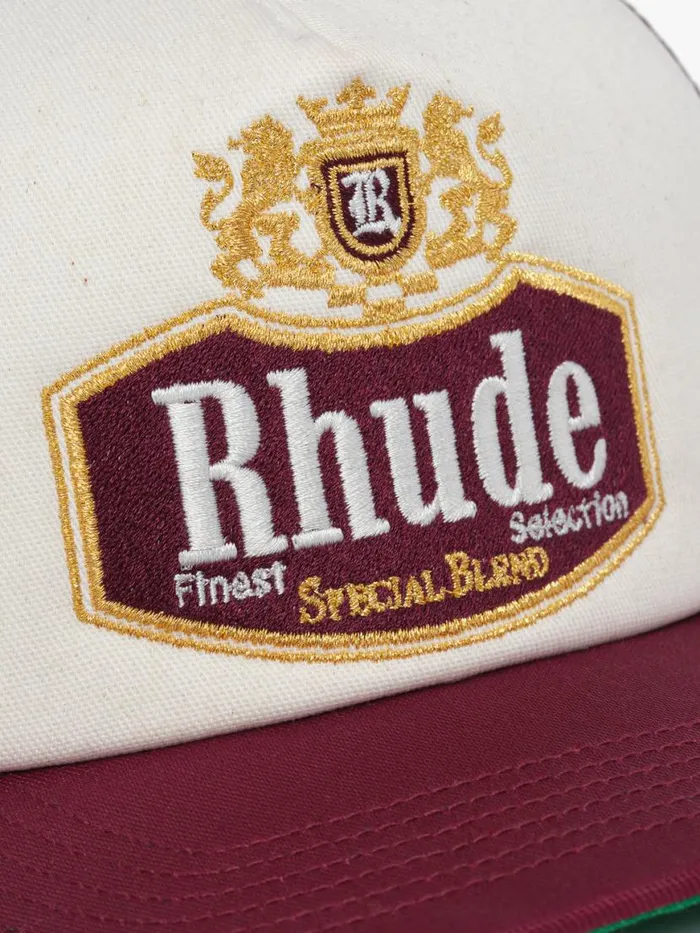 R
Rhude
Finest Selection
SPECIAL BLEND